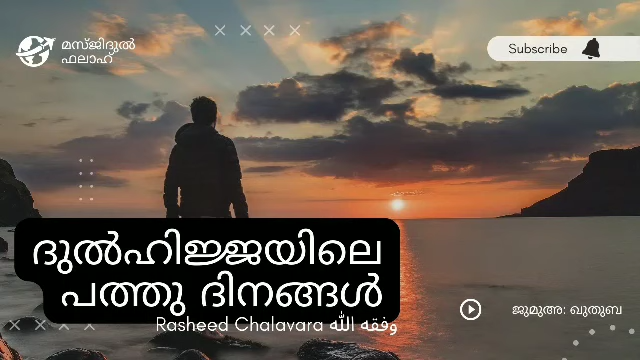 മസ്ജിദുൽ
ഫലാഹ്
Subscribe
ദുൽഹിജ്ജയിലെ
പത്തു ദിനങ്ങൾ
Rasheed Chalavara وفقه الله
ജുമുഅ: ഖുതുബ